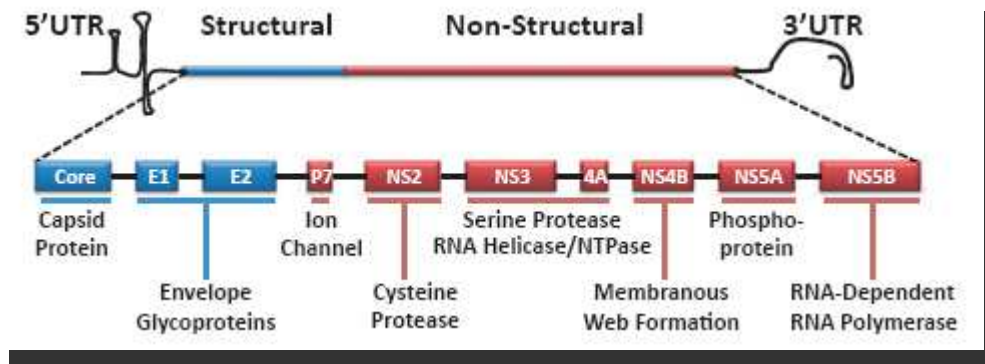 5'UTR Structural Non-Structural 3'UTR
Core E1 E2 P7 NS2 NS3 4A NS4B NS5A NS5B
Capsid
Protein
Ion
Channel
Serine Protease
RNA Helicase/NTPase
Phospho-
protein
Envelope
Glycoproteins
Cysteine
Protease
Membranous
Web Formation
RNA-Dependent
RNA Polymerase